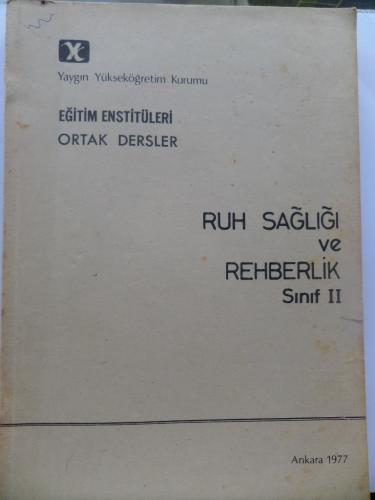 Yaygın Yükseköğretim Kurumu
EĞİTİM ENSTİTÜLERİ
ORTAK DERSLER
RUH SAĞLIĞI
ve
REHBERLİK
Sınıf II
Ankara 1977